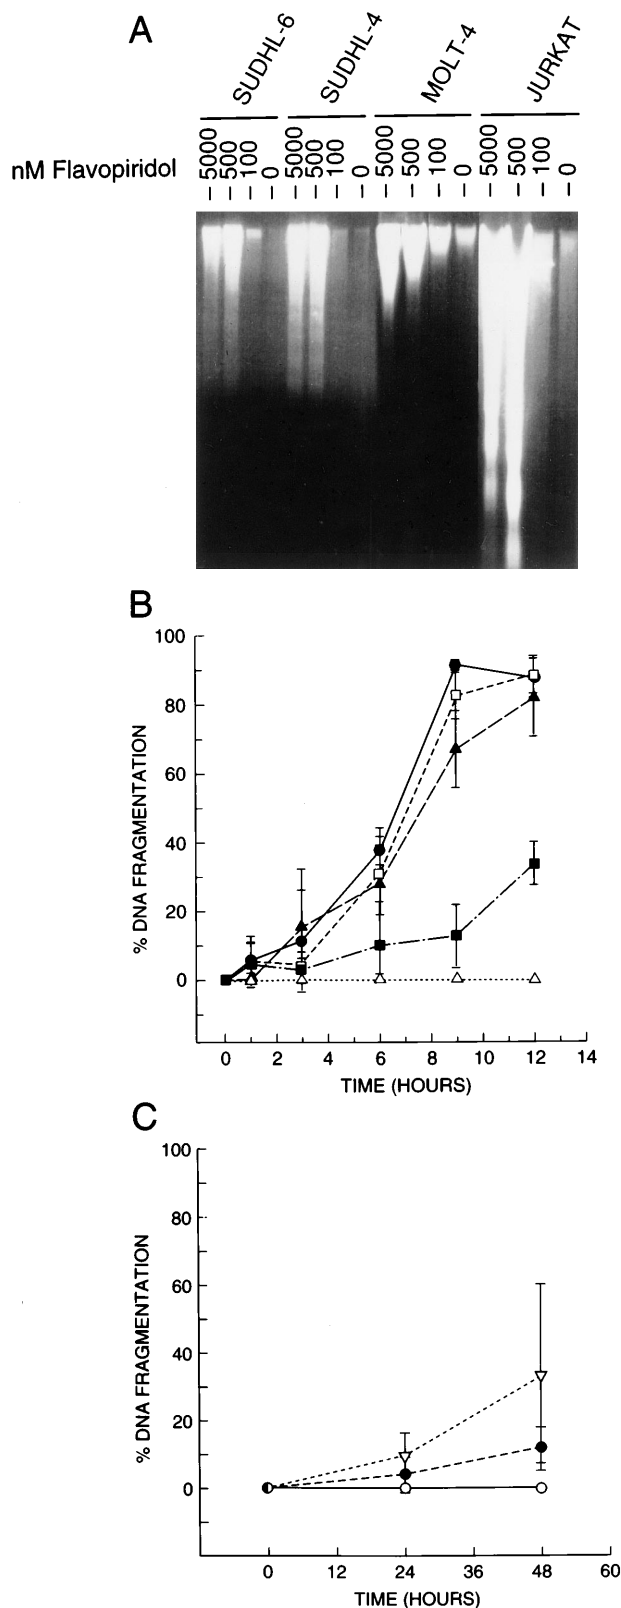 A
SUDHL-6 SUDHL-4 MOLT-4 JURKAT
nM Flavopiridol 5000 500 100 0 5000 500 100 0 5000 500 100 0 5000 500 100 0
B
100
80
60
40
20
0
% DNA FRAGMENTATION
0 2 4 6 8 10 12 14
TIME (HOURS)
C
100
80
60
40
20
0
% DNA FRAGMENTATION
0 12 24 36 48 60
TIME (HOURS)